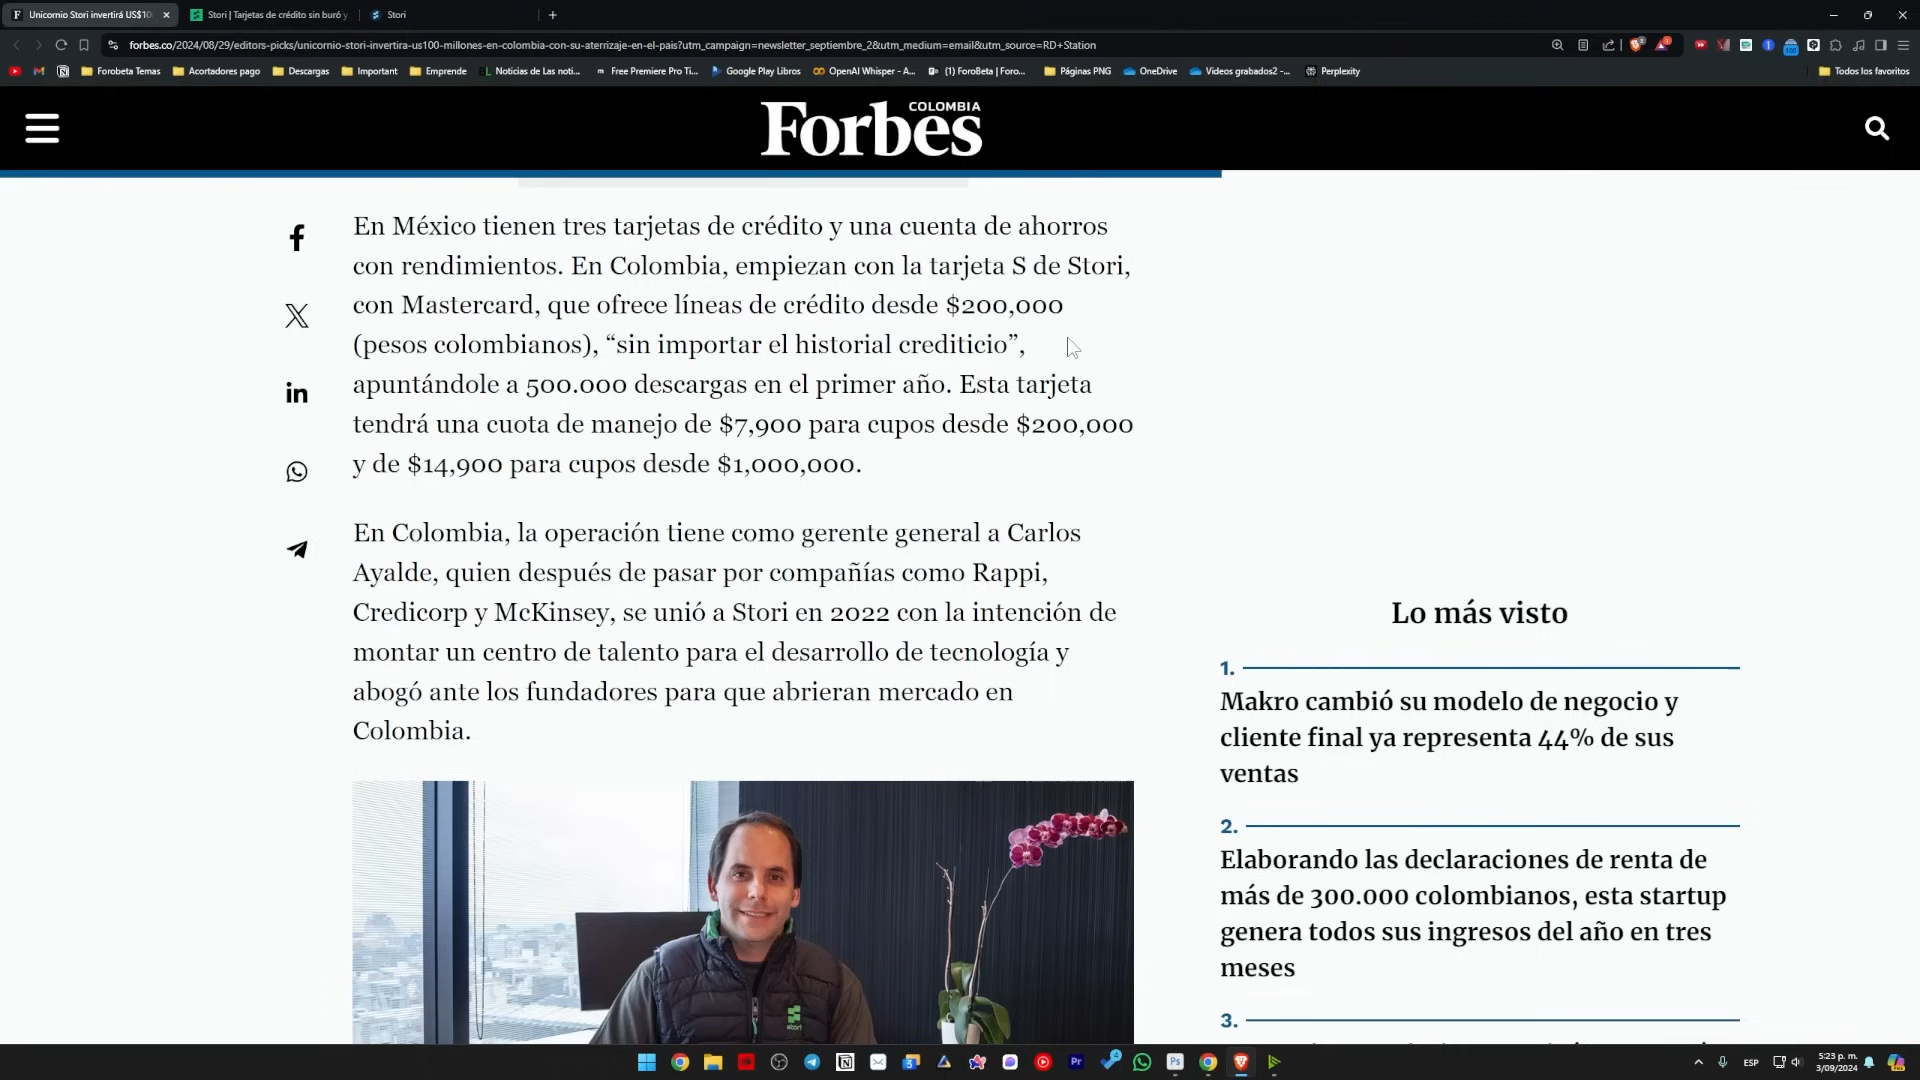 Unicornio Stori invertirá US$10
Stori | Tarjetas de crédito sin buró y
Stori
forbes.co/2024/08/29/editors-picks/unicornio-stori-invertira-us100-millones-en-colombia-con-su-aterrizaje-en-el-pais?utm_campaign=newsletter_septiembre_2&utm_medium=email&utm_source=RD+Station
Forobeta Temas
Acortadores pago
Descargas
Important
Emprende
Noticias de Las noti...
Free Premiere Pro Ti...
Google Play Libros
OpenAI Whisper - A...
(1) ForoBeta | Foro...
Páginas PNG
OneDrive
Videos grabados2 -...
Perplexity
Todos los favoritos
COLOMBIA
Forbes
En México tienen tres tarjetas de crédito y una cuenta de ahorros
con rendimientos. En Colombia, empiezan con la tarjeta S de Stori,
con Mastercard, que ofrece líneas de crédito desde $200,000
(pesos colombianos), “sin importar el historial crediticio”,
apuntándole a 500.000 descargas en el primer año. Esta tarjeta
tendrá una cuota de manejo de $7,900 para cupos desde $200,000
y de $14,900 para cupos desde $1,000,000.
En Colombia, la operación tiene como gerente general a Carlos
Ayalde, quien después de pasar por compañías como Rappi,
Credicorp y McKinsey, se unió a Stori en 2022 con la intención de
montar un centro de talento para el desarrollo de tecnología y
abogó ante los fundadores para que abrieran mercado en
Colombia.
stori
Lo más visto
1.
Makro cambió su modelo de negocio y
cliente final ya representa 44% de sus
ventas
2.
Elaborando las declaraciones de renta de
más de 300.000 colombianos, esta startup
genera todos sus ingresos del año en tres
meses
3.
ESP
5:23 p. m.
3/09/2024